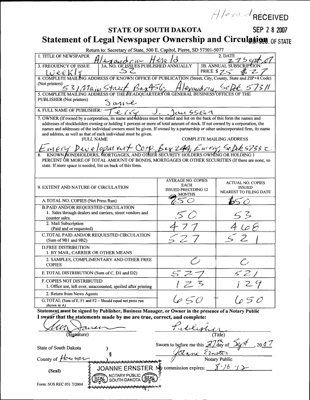 Alexand
RECEIVED
STATE OF SOUTH DAKOTA
SEP 28 2007
Statement of Legal Newspaper Ownership and Circulation
S.D. SEC. OF STATE
Return to: Secretary of State, 500 E. Capitol, Pierre, SD 57501-5077
1. TITLE OF NEWSPAPER
Alexandria Herald
2. DATE
27 Sept 07
3. FREQUENCY OF ISSUE
Weekly
3A. NO. OF ISSUES PUBLISHED ANNUALLY
52
3B. ANNUAL SUBSCRIPTION PRICE $
4. COMPLETE MAILING ADDRESS OF KNOWN OFFICE OF PUBLICATION (Street, City, County, State and ZIP+4 Code) (Not printer)
531 Main Street Box 456, Alexandria, SD 57311
5. COMPLETE MAILING ADDRESS OF THE HEADQUARTERS OR GENERAL BUSINESS OFFICES OF THE PUBLISHER (Not printer)
Same
6. FULL NAME OF PUBLISHER:
7. OWNER (If owned by a corporation, its name and address must be stated and list on the back of this form the names and addresses of stockholders owning or holding 1 percent or more of total amount of stock. If not owned by a corporation, the names and addresses of the individual owners must be given. If owned by a partnership or other unincorporated firm, its name and address, as well as that of each individual must be given.
FULL NAME
COMPLETE MAILING ADDRESS
Emery Development Corp.
8. KNOWN BONDHOLDERS, MORTGAGES, AND OTHER SECURITY HOLDERS OWNING OR HOLDING 1 PERCENT OR MORE OF TOTAL AMOUNT OF BONDS, MORTGAGES OR OTHER SECURITIES (If there are none, so state. If more space is needed, list on back of this form.
9. EXTENT AND NATURE OF CIRCULATION
AVERAGE NO. COPIES EACH ISSUED PRECEDING 12 MONTHS
ACTUAL NO. COPIES ISSUED NEAREST TO FILING DATE
A. TOTAL NO. COPIES (Net Press Run)
650
650
B. PAID AND/OR REQUESTED CIRCULATION
1. Sales through dealers and carriers, street vendors and counter sales.
50
53
2. Mail Subscription
(Paid and or requested)
477
468
C. TOTAL PAID AND/OR REQUESTED CIRCULATION
(Sum of 9B1 and 9B2)
527
521
D. FREE DISTRIBUTION
1. BY MAIL, CARRIER OR OTHER MEANS
2. SAMPLES, COMPLIMENTARY AND OTHER FREE COPIES
0
0
E. TOTAL DISTRIBUTION (Sum of C, D1 and D2)
527
521
F. COPIES NOT DISTRIBUTED
1. Office use, left over, unaccounted, spoiled after printing
123
129
2. Return from News Agents
G. TOTAL (Sum of E, F1 and F2 - Should equal net press run shown in A)
650
650
Statement must be signed by Publisher, Business Manager, or Owner in the presence of a Notary Public
I swear that the statements made by me are true, correct, and complete:
Publisher
(Signature)
(Title)
State of South Dakota
)
)§
)
County of Hanson
Sworn to before me this 27th day of Sept, 2007
Joanne Ernster
Notary Public
(Seal)
JOANNE ERNSTER
NOTARY PUBLIC
SOUTH DAKOTA
SEAL
SEAL
My commission expires: 8-16-12
Form: SOS REC 051 7/2004